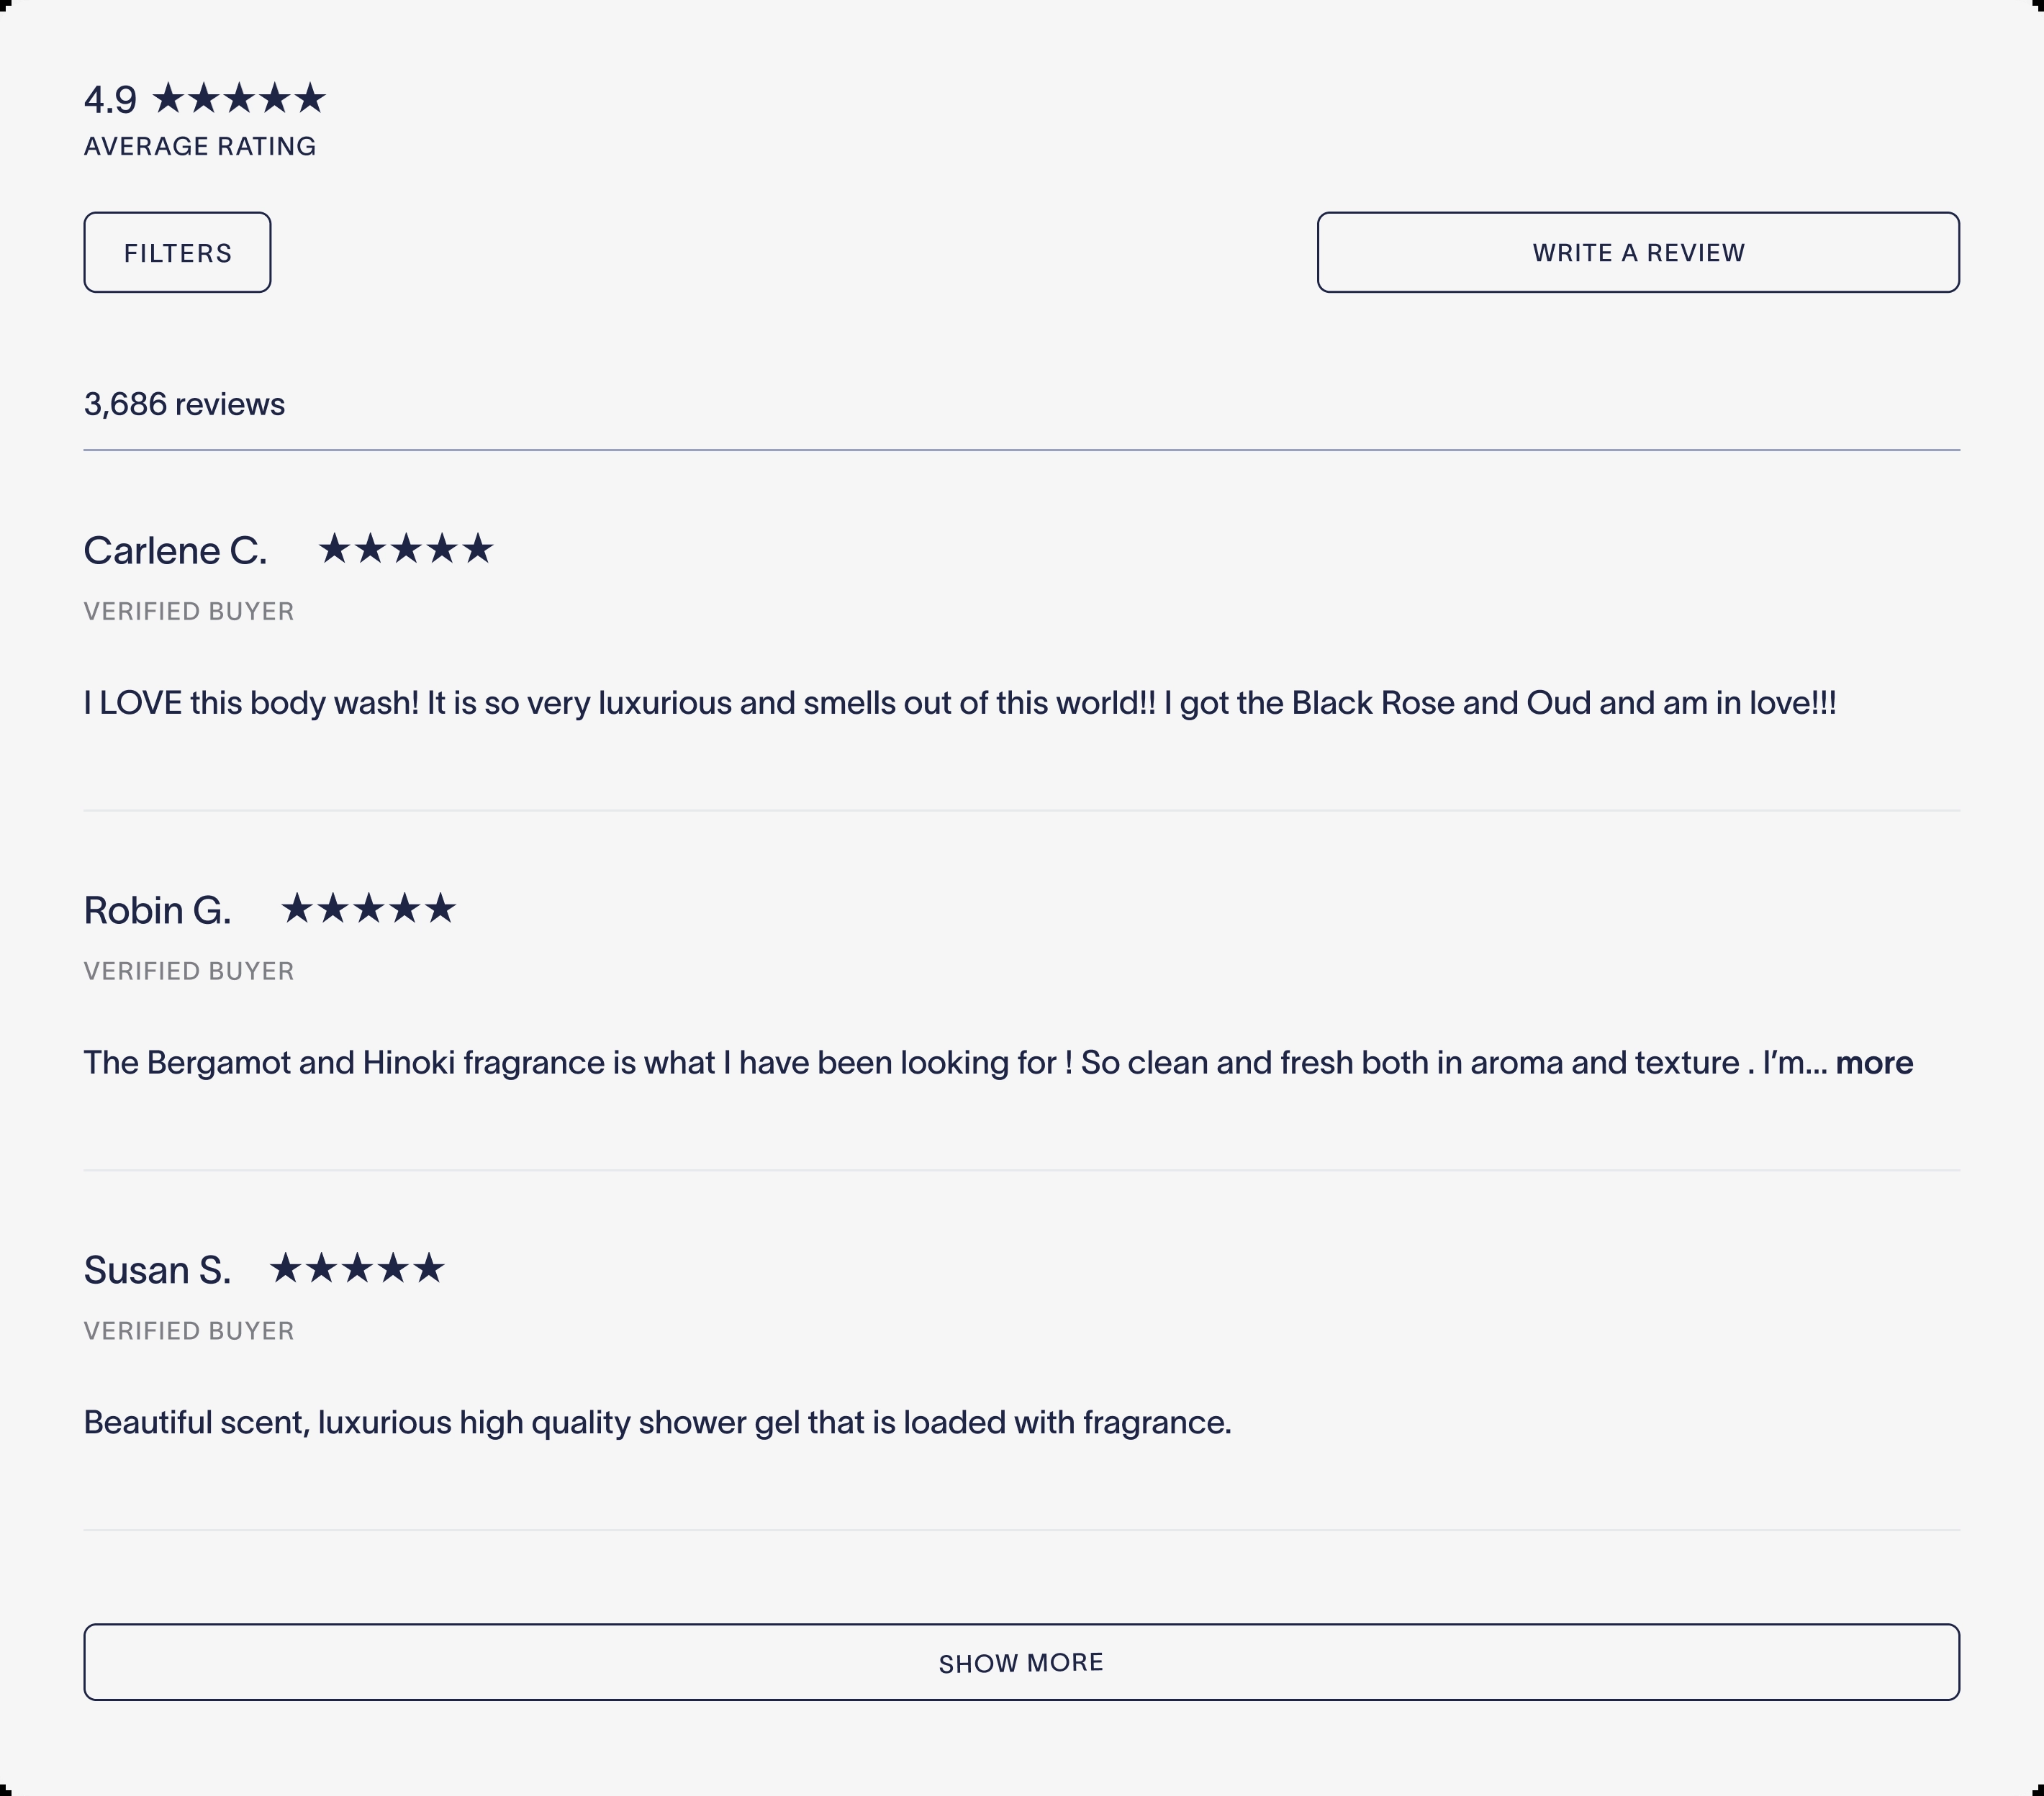 4.9 ★★★★★
AVERAGE RATING
FILTERS
WRITE A REVIEW
3,686 reviews
Carlene C. ★★★★★
VERIFIED BUYER
I LOVE this body wash! It is so very luxurious and smells out of this world!! I got the Black Rose and Oud and am in love!!!
Robin G. ★★★★★
VERIFIED BUYER
The Bergamot and Hinoki fragrance is what I have been looking for ! So clean and fresh both in aroma and texture . I’m... more
Susan S. ★★★★★
VERIFIED BUYER
Beautiful scent, luxurious high quality shower gel that is loaded with fragrance.
SHOW MORE